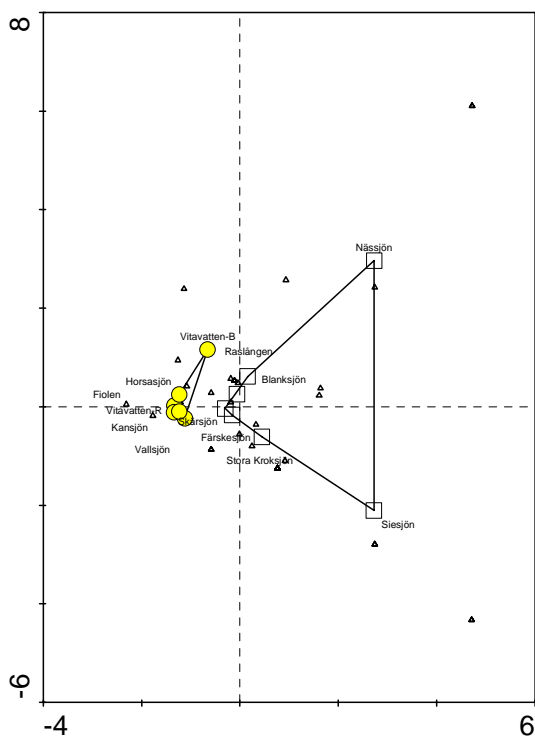 8
Nässjön
Vitavatten-B
Raslången
Horsasjön
Blanksjön
Fiolen
Vitavatten-R
Skärsjön
Kansjön
Färskesjön
Vallsjön
Stora Kroksjön
Siesjön
-6
-4
6